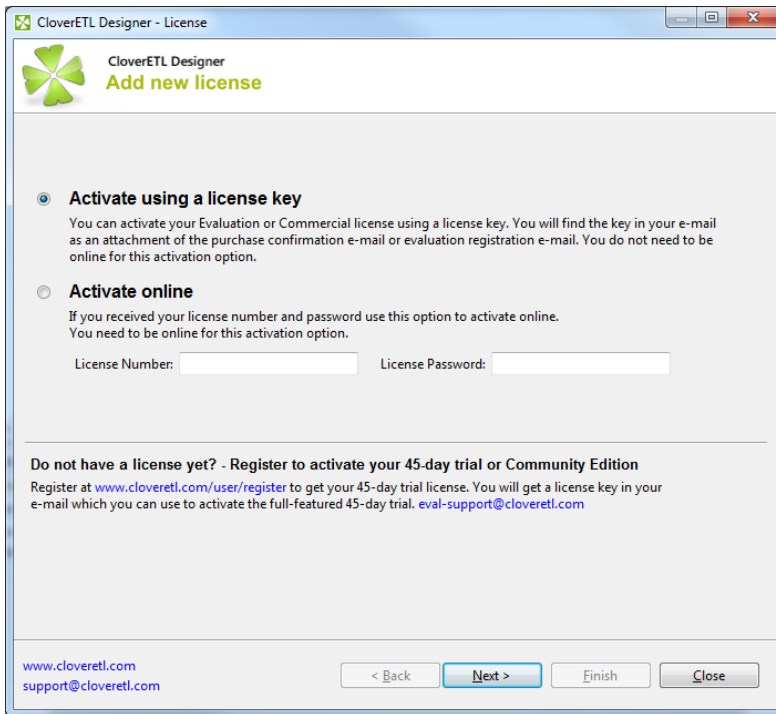 CloverETL Designer - License
CloverETL Designer
Add new license
Activate using a license key
You can activate your Evaluation or Commercial license using a license key. You will find the key in your e-mail
as an attachment of the purchase confirmation e-mail or evaluation registration e-mail. You do not need to be
online for this activation option.
Activate online
If you received your license number and password use this option to activate online.
You need to be online for this activation option.
License Number: License Password:
Do not have a license yet? - Register to activate your 45-day trial or Community Edition
Register at www.cloveretl.com/user/register to get your 45-day trial license. You will get a license key in your
e-mail which you can use to activate the full-featured 45-day trial. eval-support@cloveretl.com
www.cloveretl.com
support@cloveretl.com
< Back Next > Finish Close